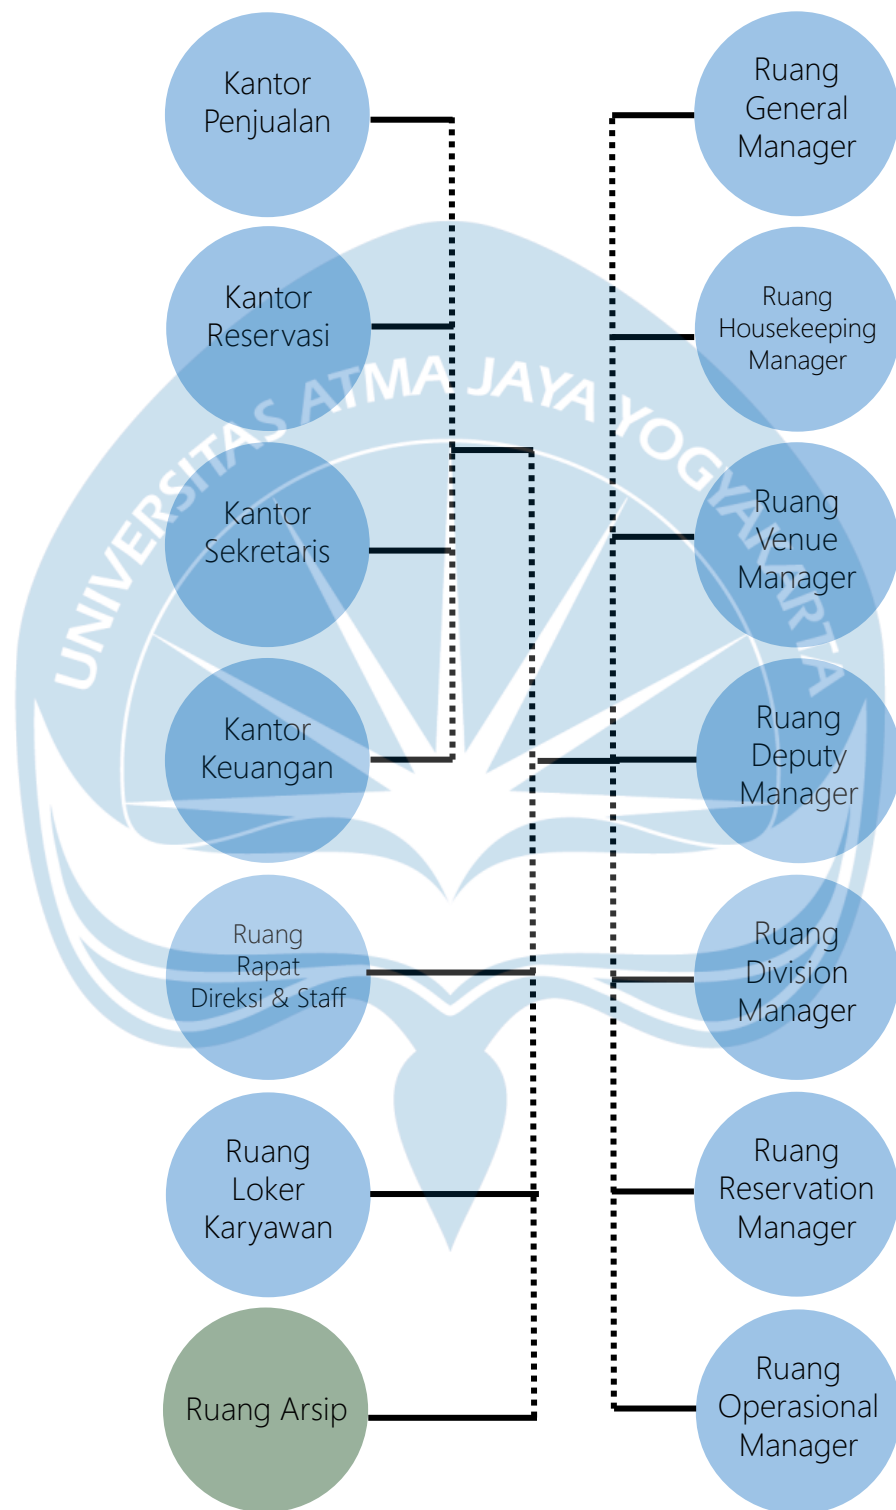 Kantor
Penjualan
Ruang
General
Manager
Kantor
Reservasi
Ruang
Housekeeping
Manager
UNIVERSITAS ATMA JAYA YOGYAKARTA
Kantor
Sekretaris
Ruang
Venue
Manager
Kantor
Keuangan
Ruang
Deputy
Manager
Ruang
Rapat
Direksi & Staff
Ruang
Division
Manager
Ruang
Loker
Karyawan
Ruang
Reservation
Manager
Ruang Arsip
Ruang
Operasional
Manager